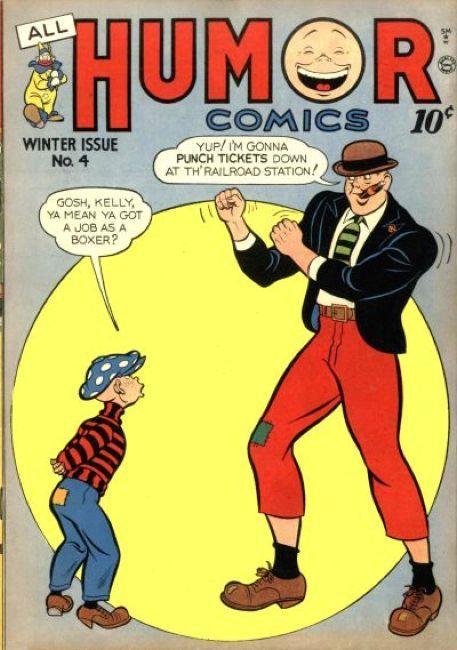 ALL
HUMOR
COMICS
10¢
WINTER ISSUE
No. 4
YUP! I'M GONNA
PUNCH TICKETS DOWN
AT TH' RAILROAD STATION!
GOSH, KELLY,
YA MEAN YA GOT
A JOB AS A
BOXER?